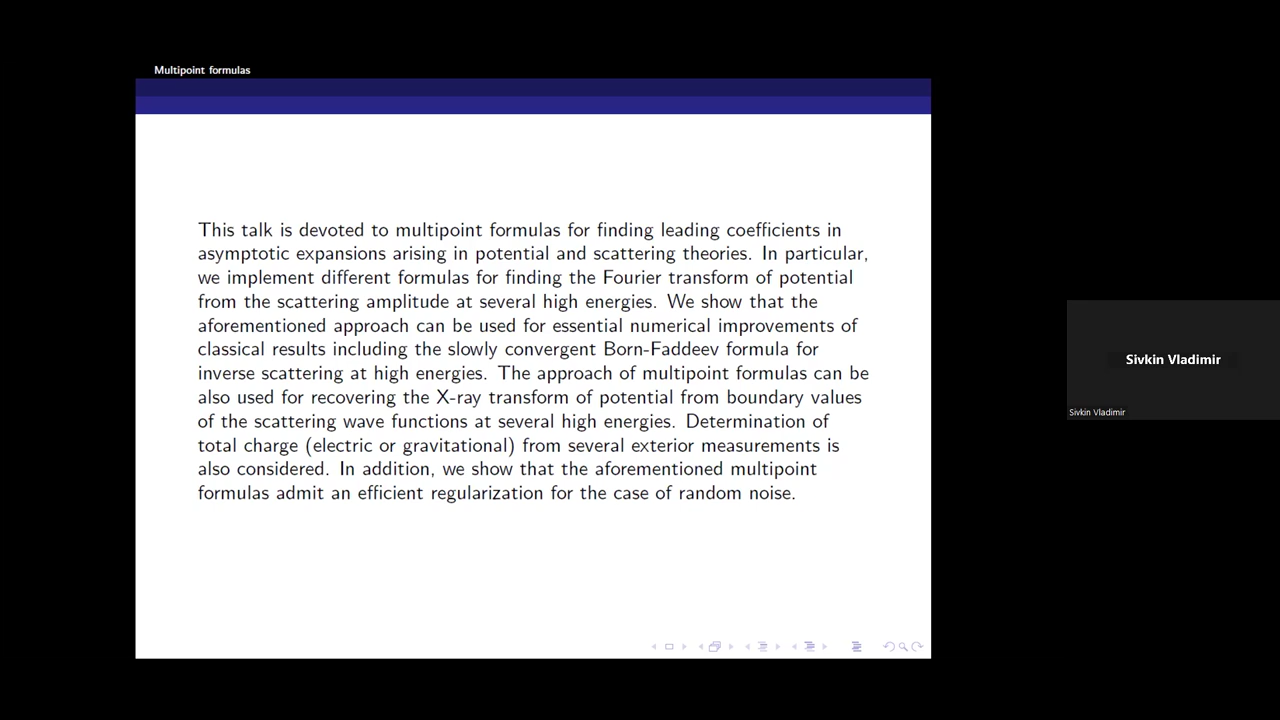 Multipoint formulas
This talk is devoted to multipoint formulas for finding leading coefficients in
asymptotic expansions arising in potential and scattering theories. In particular,
we implement different formulas for finding the Fourier transform of potential
from the scattering amplitude at several high energies. We show that the
aforementioned approach can be used for essential numerical improvements of
classical results including the slowly convergent Born-Faddeev formula for
inverse scattering at high energies. The approach of multipoint formulas can be
also used for recovering the X-ray transform of potential from boundary values
of the scattering wave functions at several high energies. Determination of
total charge (electric or gravitational) from several exterior measurements is
also considered. In addition, we show that the aforementioned multipoint
formulas admit an efficient regularization for the case of random noise.
Sivkin Vladimir
Sivkin Vladimir